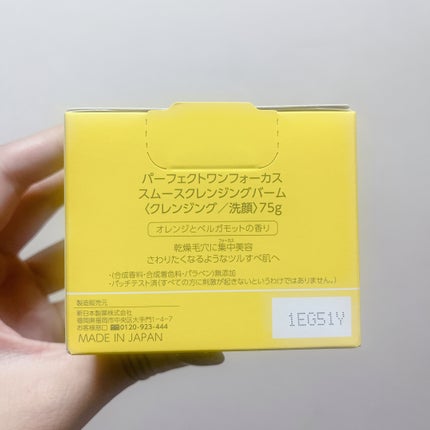 パーフェクトワンフォーカス
スムースクレンジングバーム
〈クレンジング／洗顔〉75g
オレンジとベルガモットの香り
フォーカス
乾燥毛穴に集中美容
さわりたくなるようなツルすべ肌へ
・〈合成香料・合成着色料・パラベン〉無添加
・パッチテスト済(すべての方に刺激が起きないというわけではありません。)
製造販売元
新日本製薬株式会社
福岡県福岡市中央区大手門1-4-7
お客様窓口 0120-923-444
MADE IN JAPAN
1EG51Y